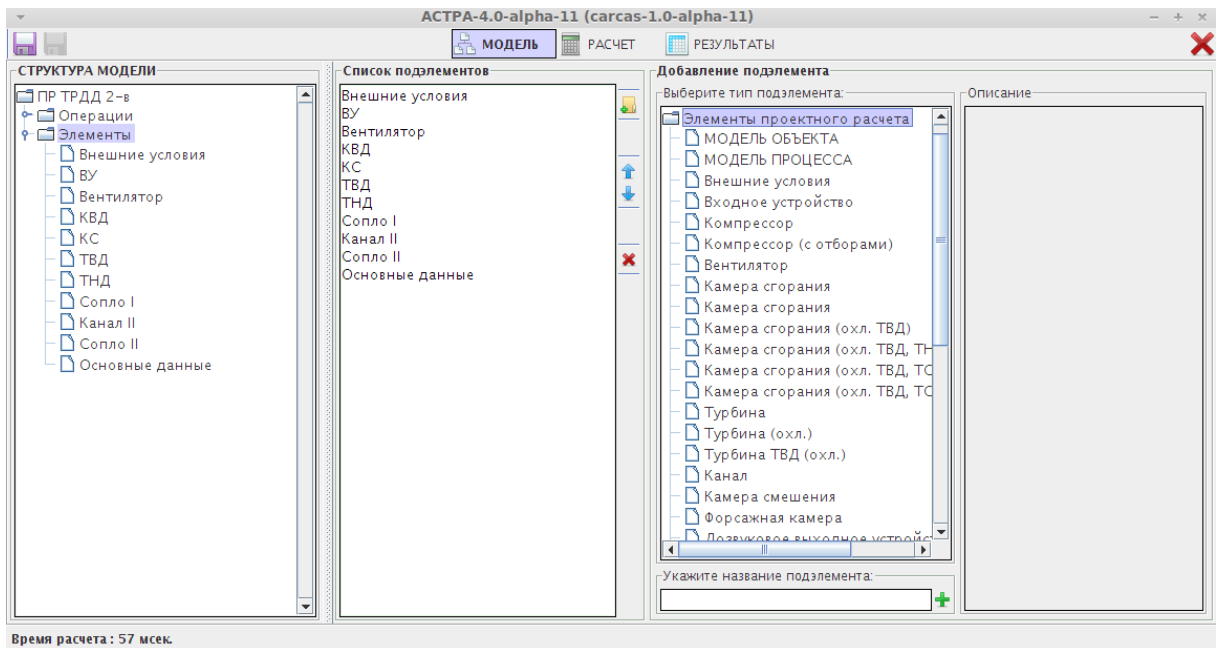 АСТРА-4.0-alpha-11 (carcas-1.0-alpha-11)
МОДЕЛЬ РАСЧЕТ РЕЗУЛЬТАТЫ
СТРУКТУРА МОДЕЛИ
ПР ТРДД 2-в
Операции
Элементы
Внешние условия
ВУ
Вентилятор
КВД
КС
ТВД
ТНД
Сопло I
Канал II
Сопло II
Основные данные
Список подэлементов
Внешние условия
ВУ
Вентилятор
КВД
КС
ТВД
ТНД
Сопло I
Канал II
Сопло II
Основные данные
Добавление подэлемента
Выберите тип подэлемента:
Элементы проектного расчета
МОДЕЛЬ ОБЪЕКТА
МОДЕЛЬ ПРОЦЕССА
Внешние условия
Входное устройство
Компрессор
Компрессор (с отборами)
Вентилятор
Камера сгорания
Камера сгорания
Камера сгорания (охл. ТВД)
Камера сгорания (охл. ТВД, ТН
Камера сгорания (охл. ТВД, ТС
Камера сгорания (охл. ТВД, ТС
Турбина
Турбина (охл.)
Турбина ТВД (охл.)
Канал
Камера смешения
Форсажная камера
Дозвуковое выходное устройс
Укажите название подэлемента:
Описание
Время расчета : 57 мсек.